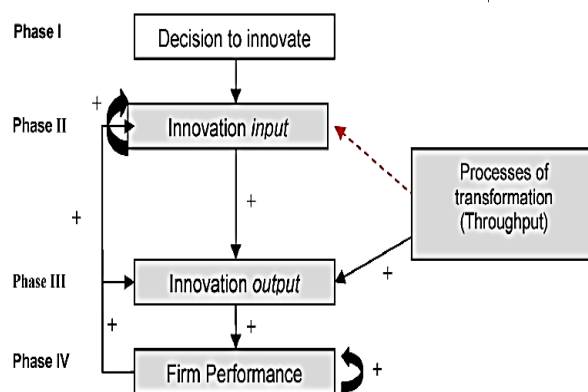 Phase I
Decision to innovate
+
Phase II
Innovation input
Processes of
transformation
(Throughput)
+
+
Phase III
Innovation output
+
+
+
Phase IV
Firm Performance
+